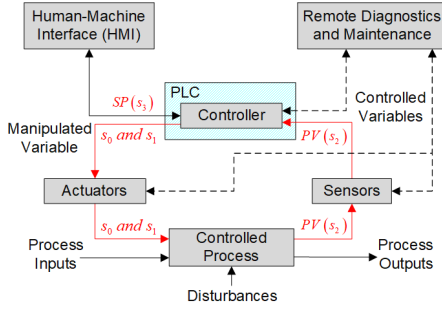 Human-Machine
Interface (HMI)
Remote Diagnostics
and Maintenance
PLC
SP(s₃)
Controller
Controlled
Variables
Manipulated
Variable
s₀ and s₁
PV(s₂)
Actuators
Sensors
s₀ and s₁
PV(s₂)
Process
Inputs
Controlled
Process
Process
Outputs
Disturbances